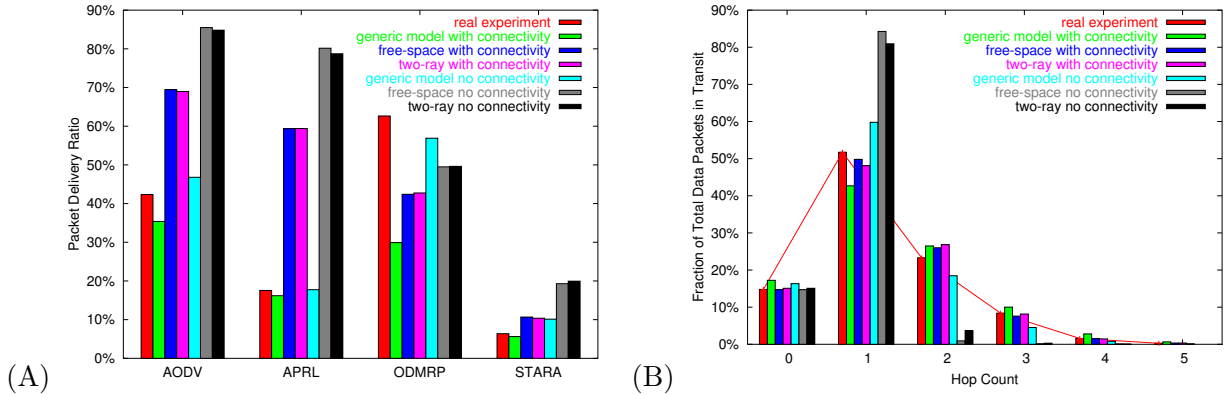 (A)
Packet Delivery Ratio
90%
80%
70%
60%
50%
40%
30%
20%
10%
0%
real experiment
generic model with connectivity
free-space with connectivity
two-ray with connectivity
generic model no connectivity
free-space no connectivity
two-ray no connectivity
AODV
APRL
ODMRP
STARA
(B)
Fraction of Total Data Packets in Transit
90%
80%
70%
60%
50%
40%
30%
20%
10%
0%
real experiment
generic model with connectivity
free-space with connectivity
two-ray with connectivity
generic model no connectivity
free-space no connectivity
two-ray no connectivity
0
1
2
3
4
5
Hop Count